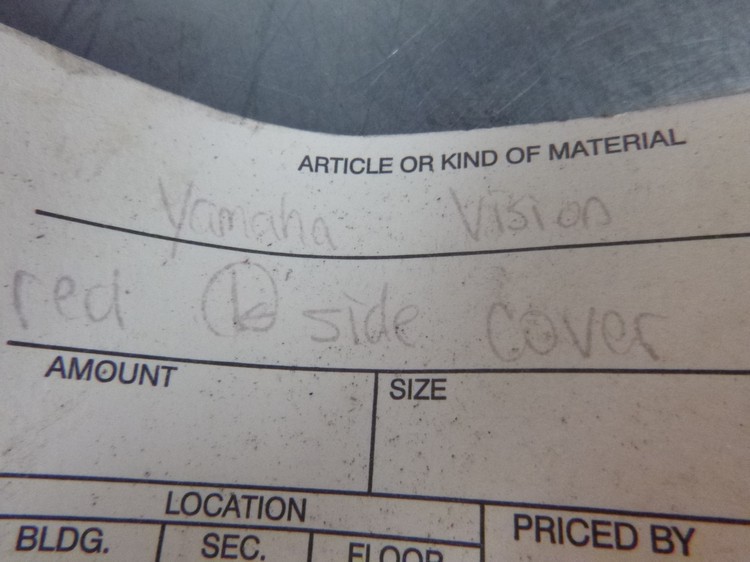 ARTICLE OR KIND OF MATERIAL
Yamaha Vision
red side cover
AMOUNT SIZE
LOCATION
BLDG. SEC. FLOOR PRICED BY